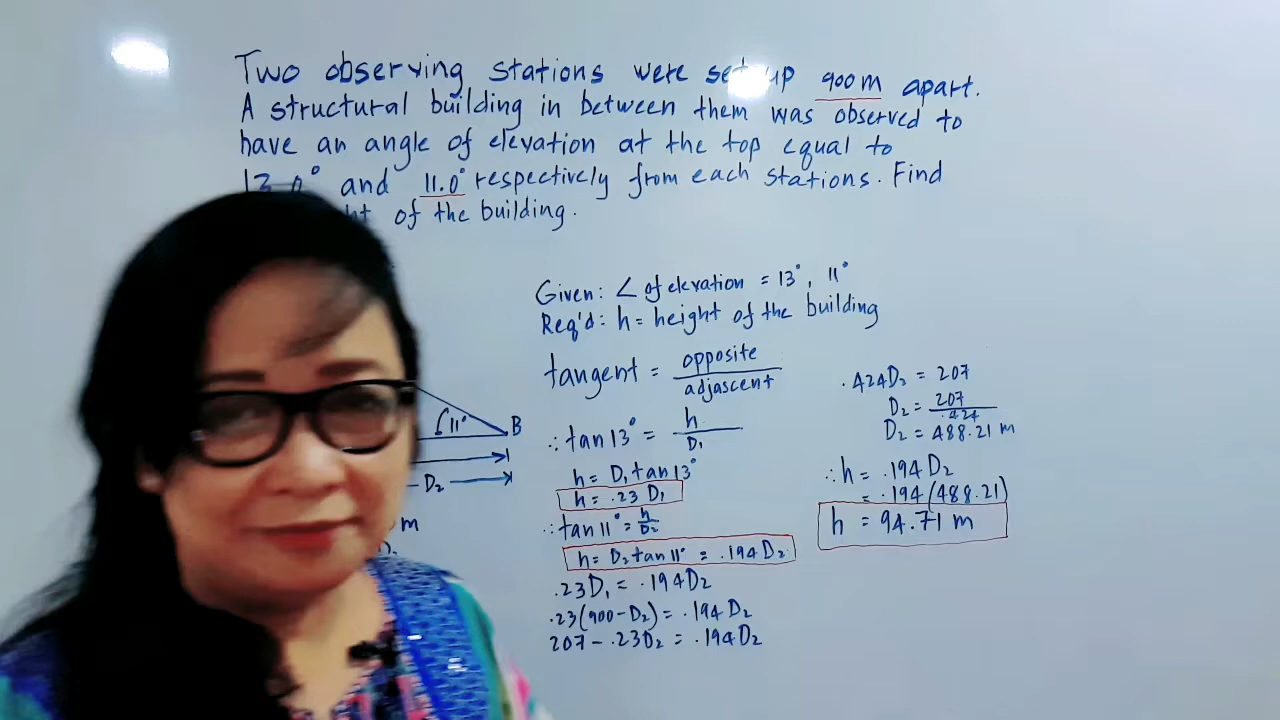 Two observing stations were set up 900m apart.
A structural building in between them was observed to
have an angle of elevation at the top equal to
13.0° and 11.0° respectively from each stations. Find
of the building.
Given: ∠ of elevation = 13°, 11°
Req'd: h = height of the building
tangent = opposite / adjascent
∴ tan 13° = h / D₁
h = D₁ tan 13°
h = .23 D₁
∴ tan 11° = h / D₂
h = D₂ tan 11° = .194 D₂
.23D₁ = .194D₂
.23(900 - D₂) = .194 D₂
207 - .23D₂ = .194D₂
.424D₂ = 207
D₂ = 207 / .424
D₂ = 488.21 m
∴ h = .194 D₂
= .194 (488.21)
h = 94.71 m
11° B
D₂
m